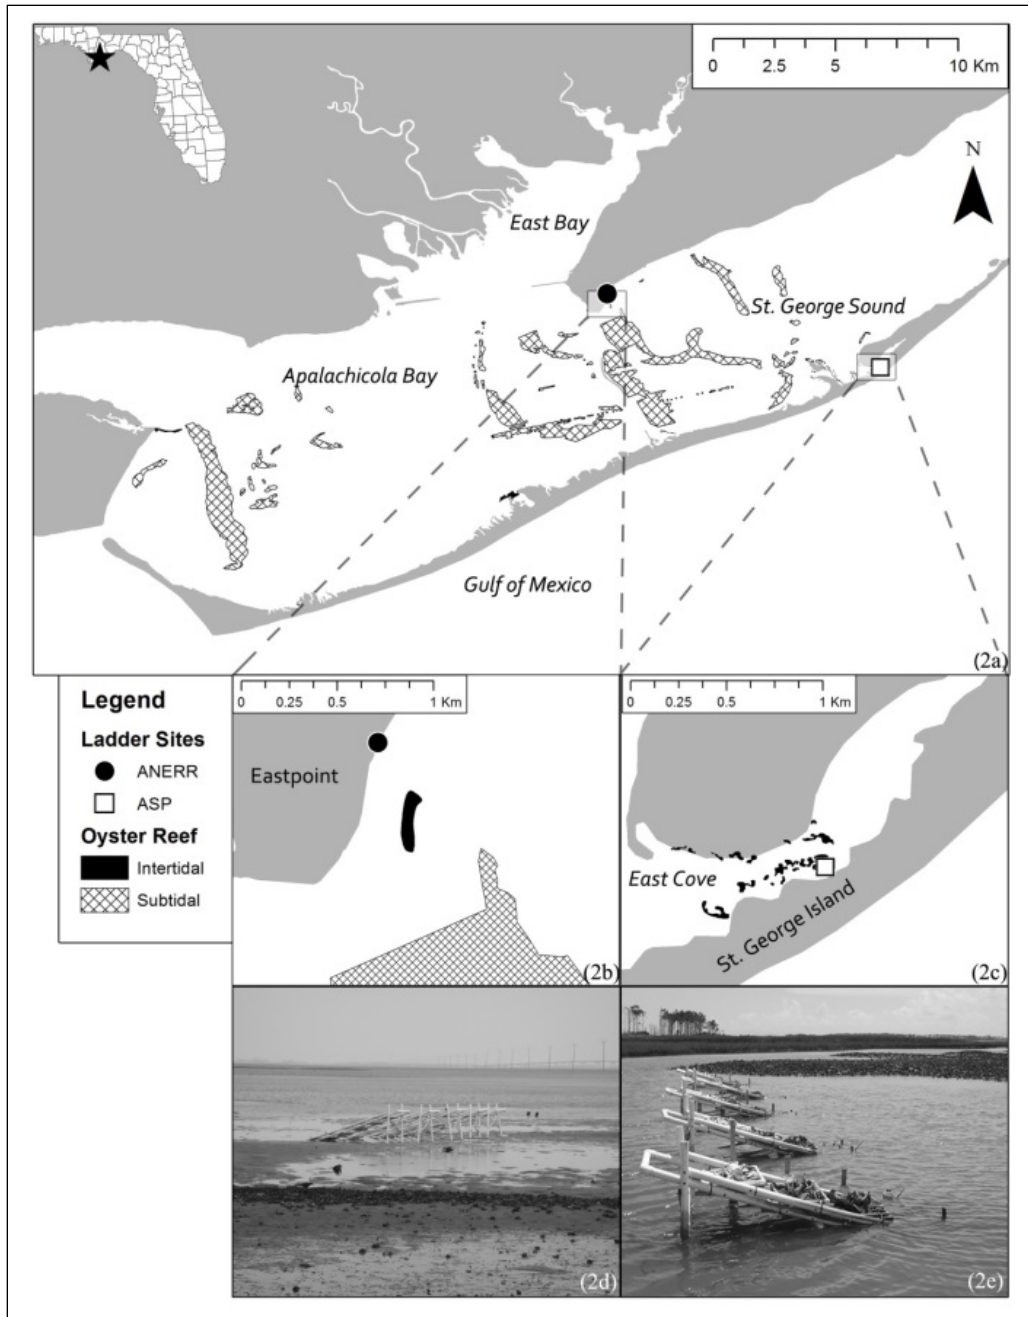 0 2.5 5 10 Km
N
East Bay
St. George Sound
Apalachicola Bay
Gulf of Mexico
(2a)
Legend
Ladder Sites
ANERR
ASP
Oyster Reef
Intertidal
Subtidal
0 0.25 0.5 1 Km
Eastpoint
(2b)
0 0.25 0.5 1 Km
East Cove
St. George Island
(2c)
(2d)
(2e)